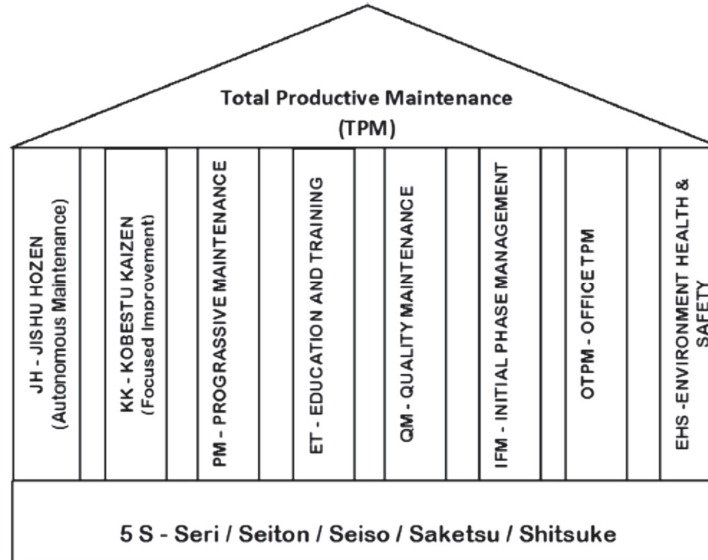 Total Productive Maintenance
(TPM)
JH - JISHU HOZEN
(Autonomous Maintenance)
KK - KOBESTU KAIZEN
(Focused Improvement)
PM - PROGRASSIVE MAINTENANCE
ET - EDUCATION AND TRAINING
QM - QUALITY MAINTENANCE
IFM - INITIAL PHASE MANAGEMENT
OTPM - OFFICE TPM
EHS -ENVIRONMENT HEALTH &
SAFETY
5 S - Seri / Seiton / Seiso / Saketsu / Shitsuke